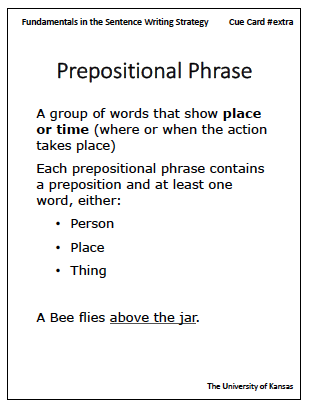 Fundamentals in the Sentence Writing Strategy Cue Card #extra
Prepositional Phrase
A group of words that show place
or time (where or when the action
takes place)
Each prepositional phrase contains
a preposition and at least one
word, either:
• Person
• Place
• Thing
A Bee flies above the jar.
The University of Kansas